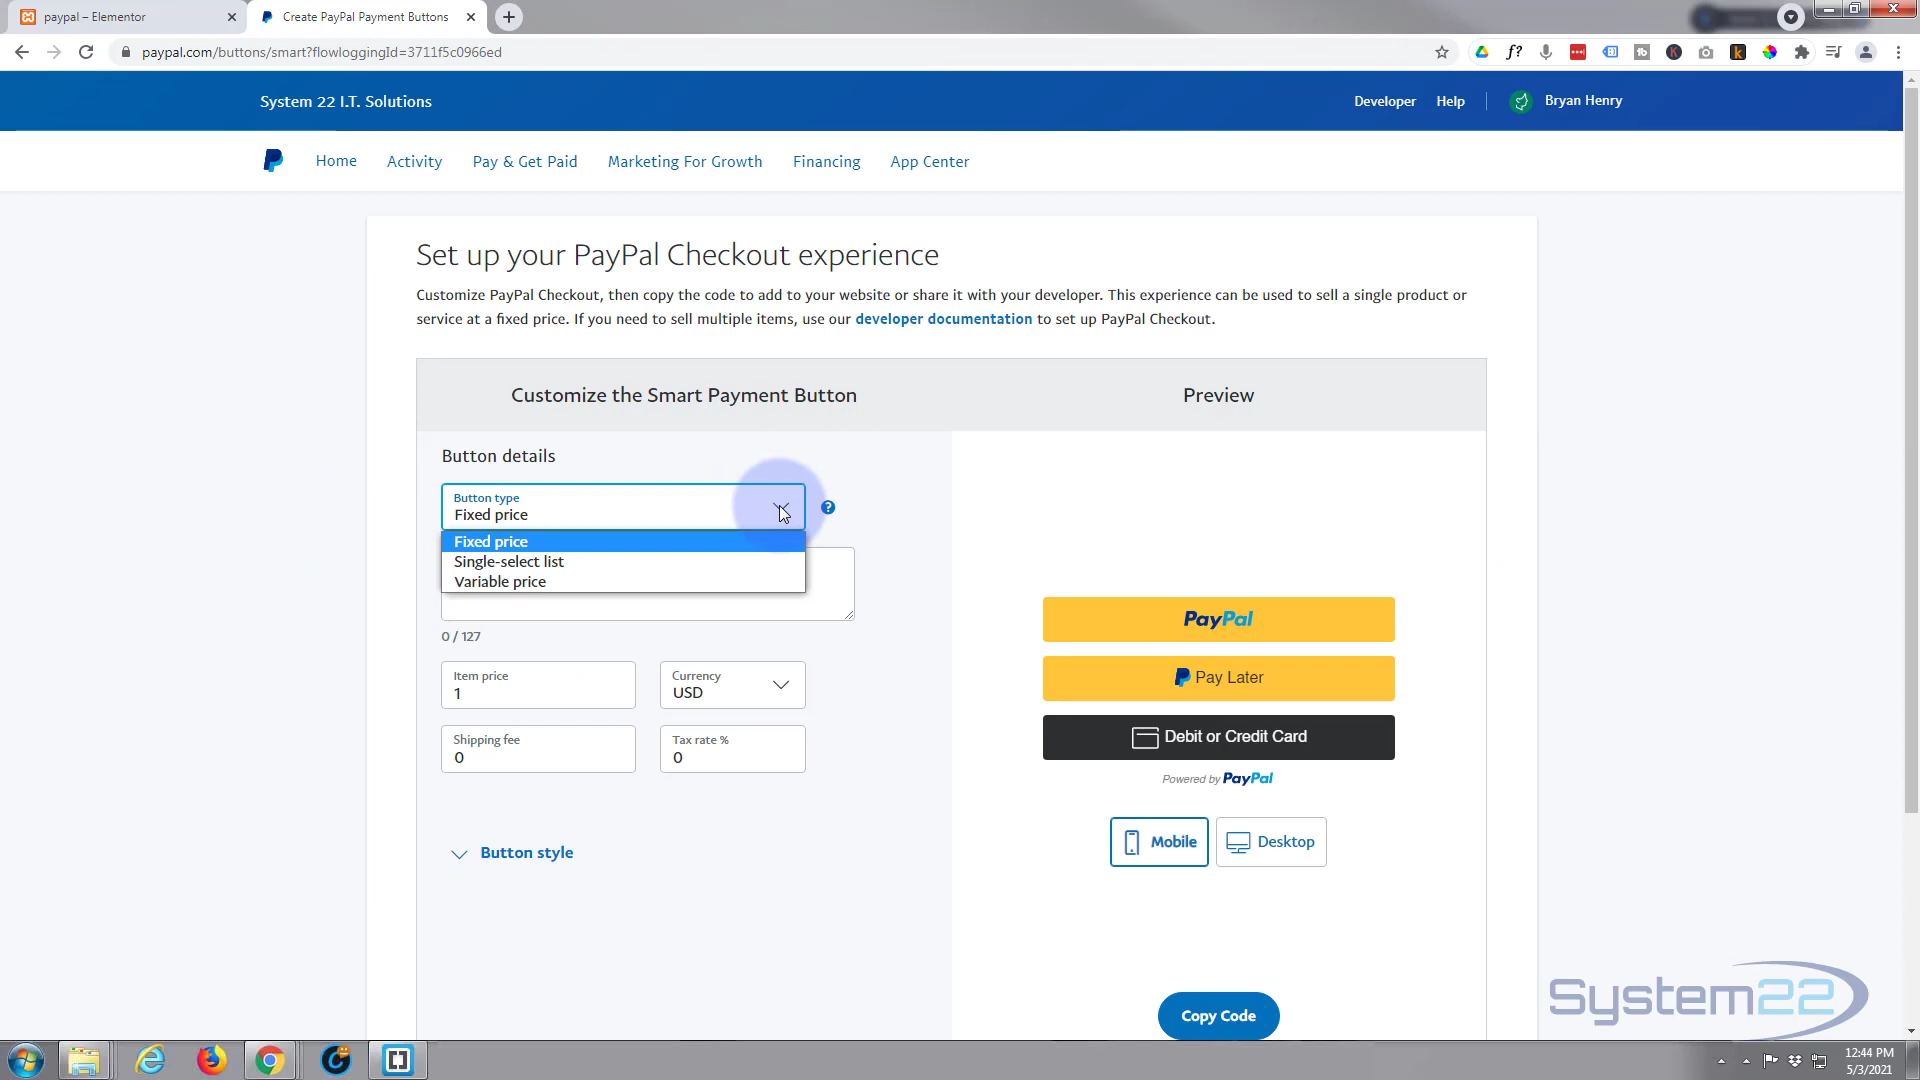 paypal – Elementor
Create PayPal Payment Buttons
paypal.com/buttons/smart?flowloggingId=3711f5c0966ed
System 22 I.T. Solutions
Developer
Help
Bryan Henry
Home
Activity
Pay & Get Paid
Marketing For Growth
Financing
App Center
Set up your PayPal Checkout experience
Customize PayPal Checkout, then copy the code to add to your website or share it with your developer. This experience can be used to sell a single product or
service at a fixed price. If you need to sell multiple items, use our developer documentation to set up PayPal Checkout.
Customize the Smart Payment Button
Preview
Button details
Button type
Fixed price
Fixed price
Single-select list
Variable price
0 / 127
Item price
1
Currency
USD
Shipping fee
0
Tax rate %
0
Button style
PayPal
Pay Later
Debit or Credit Card
Powered by PayPal
Mobile
Desktop
Copy Code
System22
12:44 PM
5/3/2021